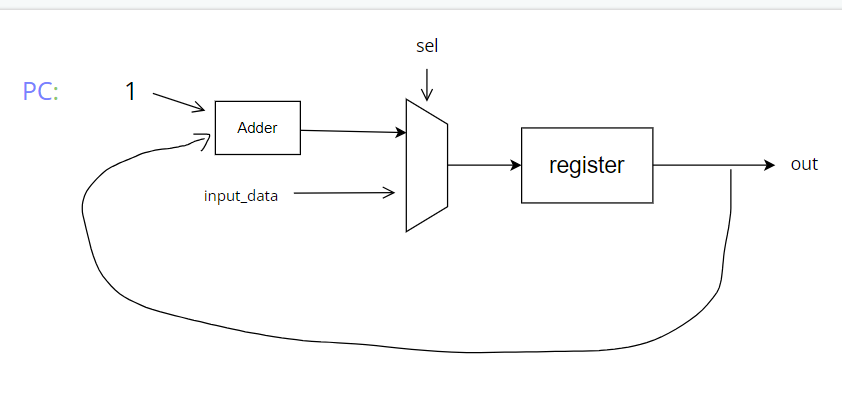 sel
PC: 1
Adder
register
out
input_data